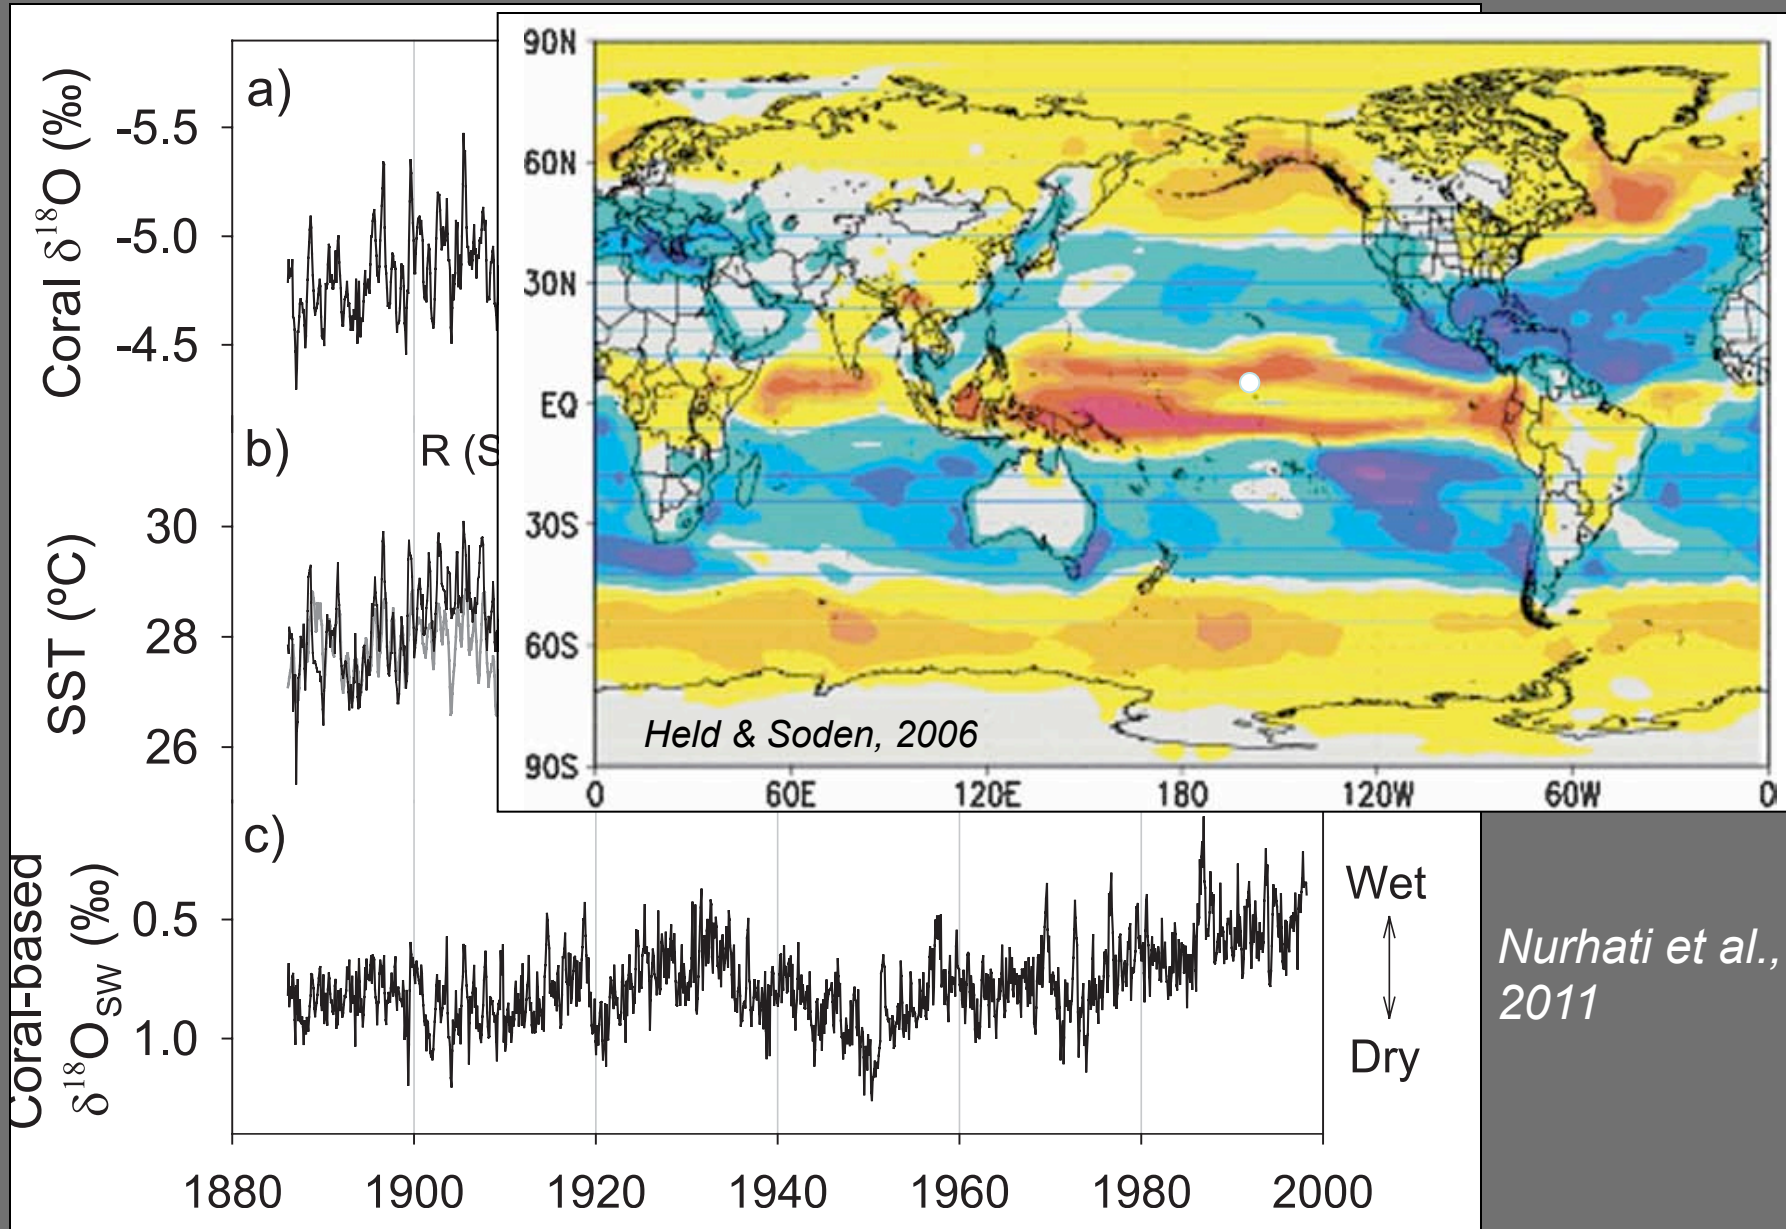 a)
Coral δ¹⁸O (‰)
-5.5
-5.0
-4.5
b)
R (S
SST (ºC)
30
28
26
90N
60N
30N
EQ
30S
60S
90S
Held & Soden, 2006
0
60E
120E
180
120W
60W
0
c)
Coral-based
δ¹⁸O_SW (‰)
0.5
1.0
Wet
Dry
Nurhati et al.,
2011
1880
1900
1920
1940
1960
1980
2000